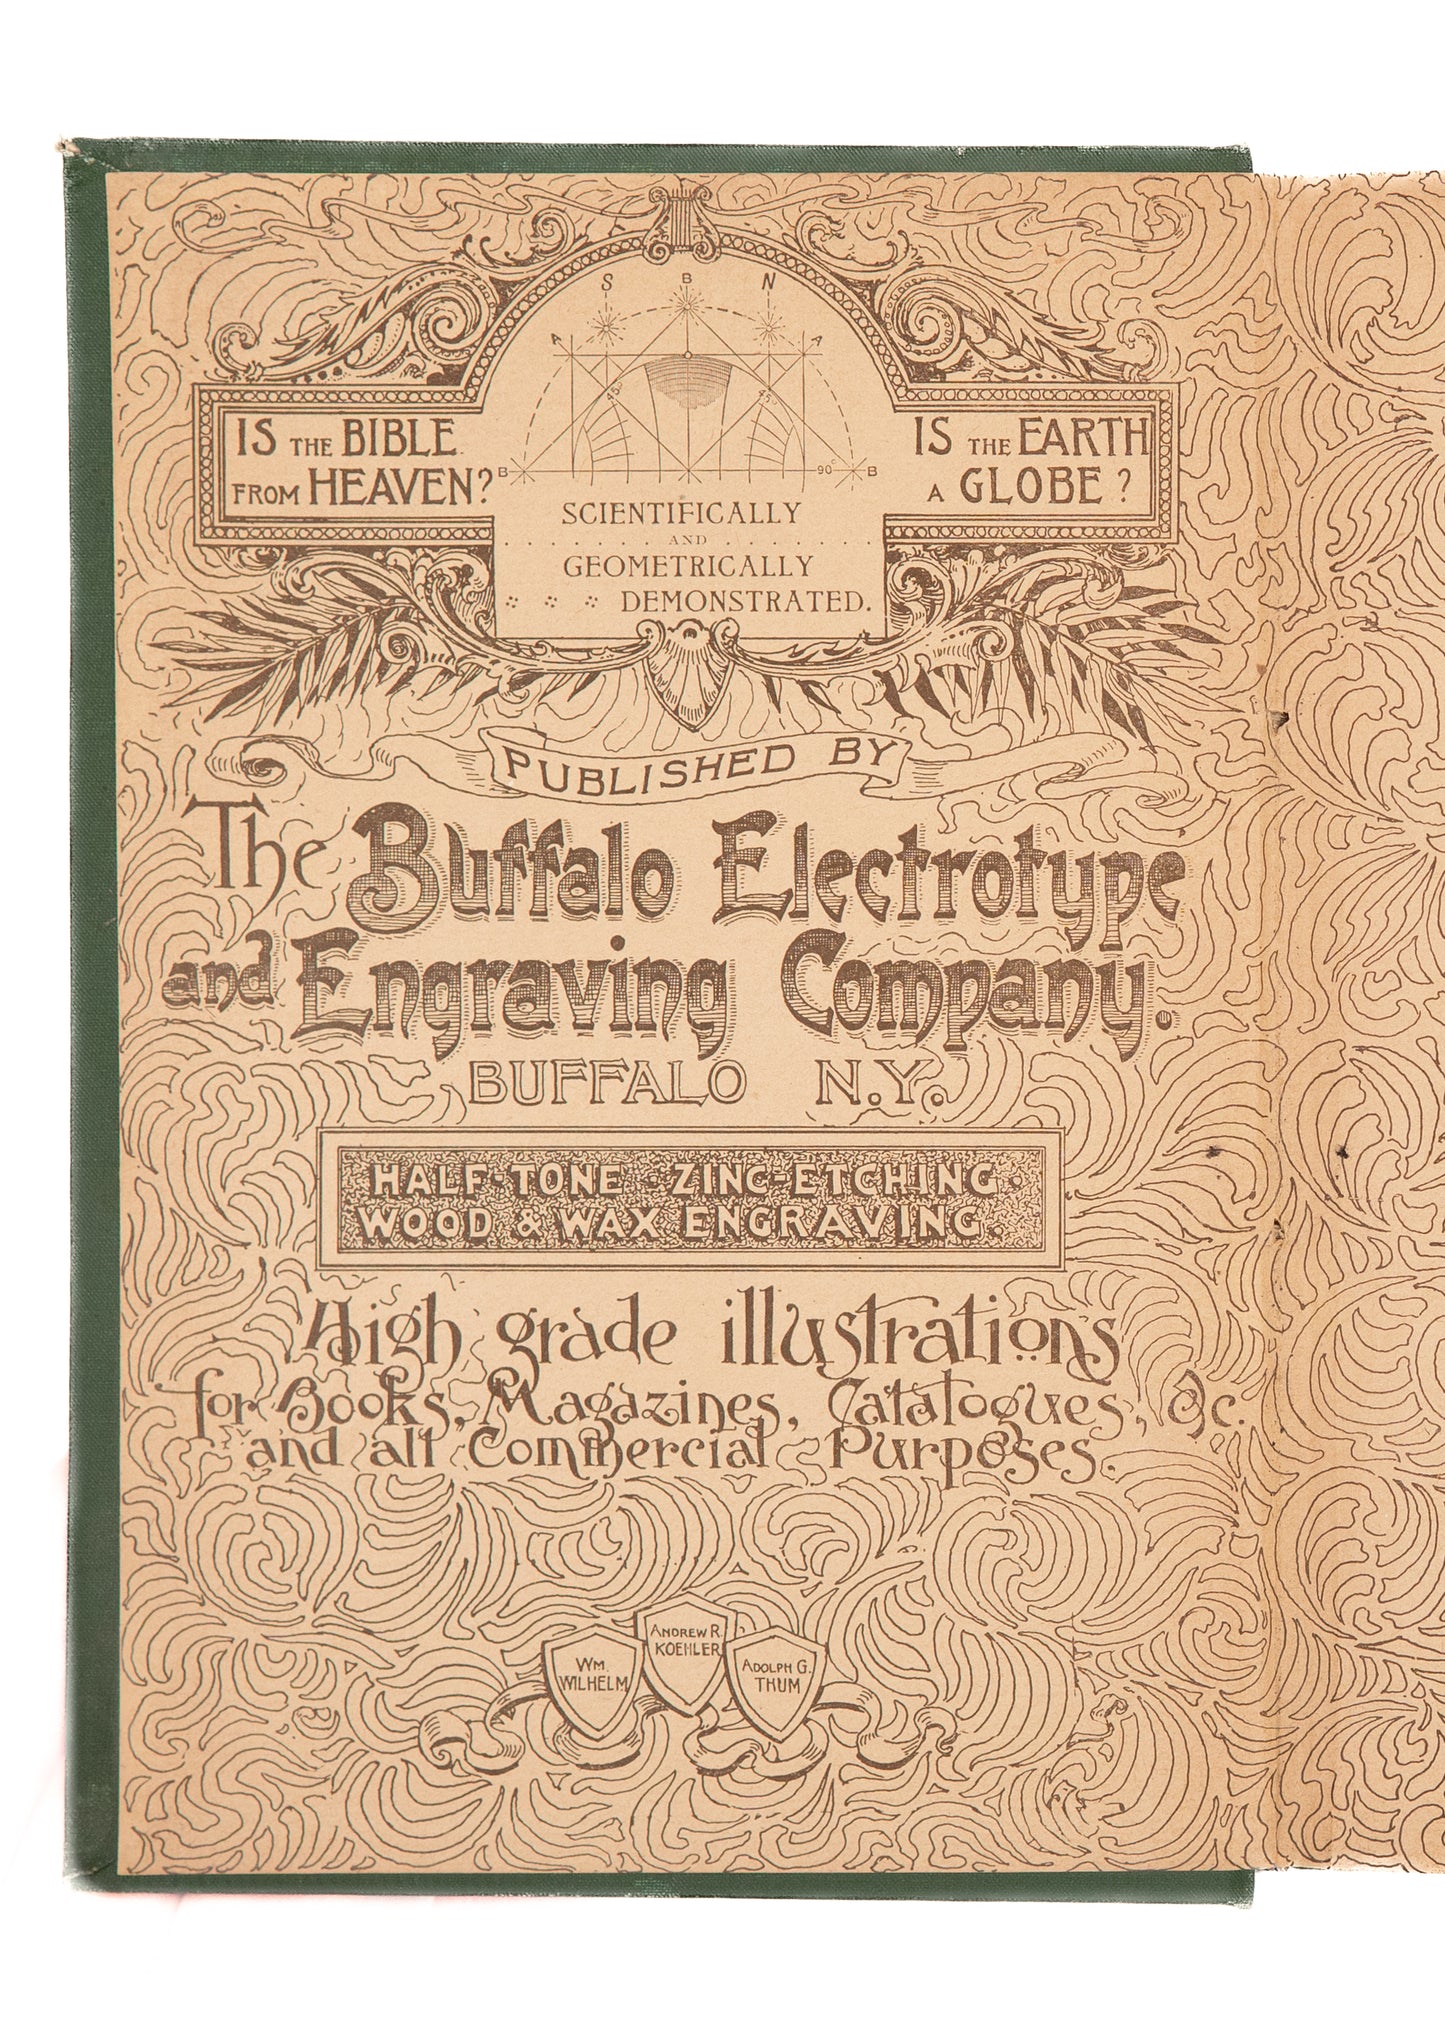 S B N
A A
45° 45°
B 90° B
IS THE BIBLE
FROM HEAVEN?
IS THE EARTH
A GLOBE?
SCIENTIFICALLY
AND
GEOMETRICALLY
DEMONSTRATED.
PUBLISHED BY
The Buffalo Electrotype
and Engraving Company.
BUFFALO N.Y.
HALF-TONE · ZINC-ETCHING ·
WOOD & WAX ENGRAVING.
High grade illustrations
for Books, Magazines, Catalogues, &c.
and all Commercial Purposes.
WM. WILHELM
ANDREW R. KOEHLER
ADOLPH G. THUM